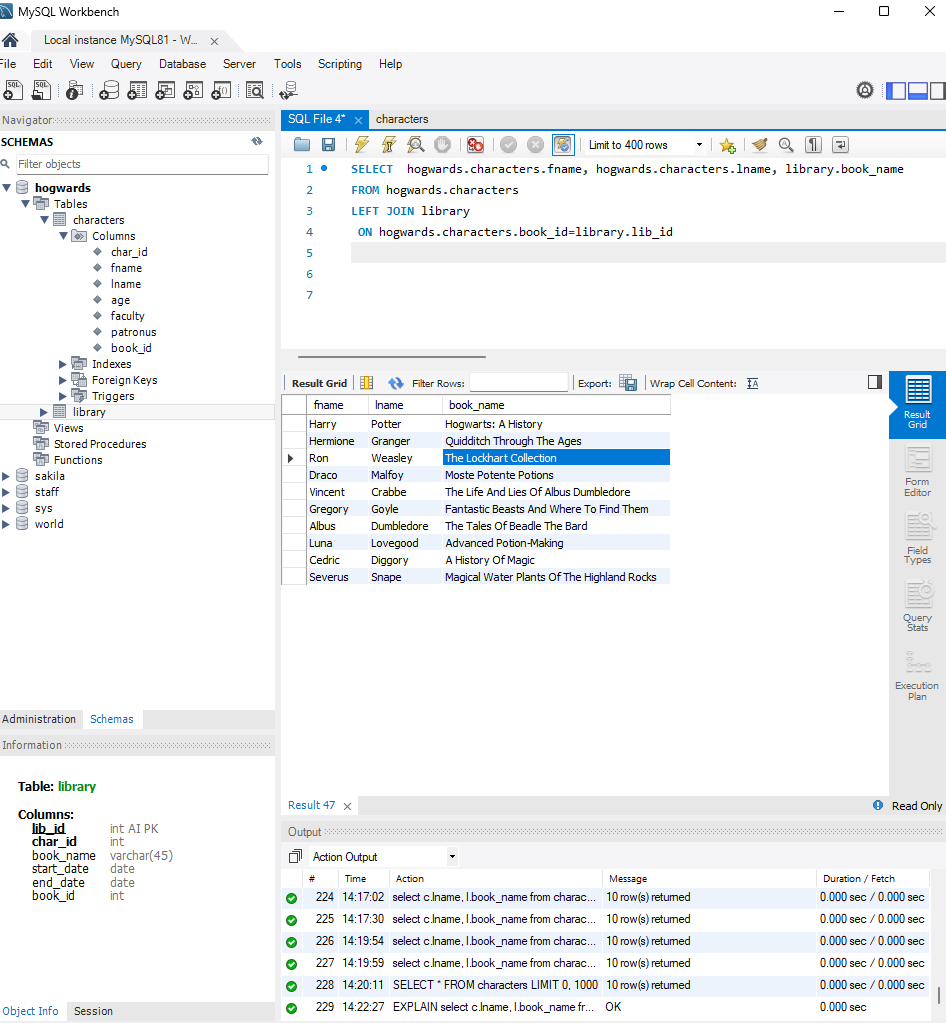 MySQL Workbench
Local instance MySQL81 - W...
File Edit View Query Database Server Tools Scripting Help
Navigator
SCHEMAS
Filter objects
hogwards
Tables
characters
Columns
char_id
fname
lname
age
faculty
patronus
book_id
Indexes
Foreign Keys
Triggers
library
Views
Stored Procedures
Functions
sakila
staff
sys
world
Administration Schemas
Information
Table: library
Columns:
lib_id int AI PK
char_id int
book_name varchar(45)
start_date date
end_date date
book_id int
Object Info Session
SQL File 4* characters
Limit to 400 rows
1 SELECT hogwards.characters.fname, hogwards.characters.lname, library.book_name
2 FROM hogwards.characters
3 LEFT JOIN library
4 ON hogwards.characters.book_id=library.lib_id
5
6
7
Result Grid Filter Rows: Export: Wrap Cell Content:
fname lname book_name
Harry Potter Hogwarts: A History
Hermione Granger Quidditch Through The Ages
Ron Weasley The Lockhart Collection
Draco Malfoy Moste Potente Potions
Vincent Crabbe The Life And Lies Of Albus Dumbledore
Gregory Goyle Fantastic Beasts And Where To Find Them
Albus Dumbledore The Tales Of Beadle The Bard
Luna Lovegood Advanced Potion-Making
Cedric Diggory A History Of Magic
Severus Snape Magical Water Plants Of The Highland Rocks
Result
Grid
Form
Editor
Field
Types
Query
Stats
Execution
Plan
Result 47 Read Only
Output
Action Output
# Time Action Message Duration / Fetch
224 14:17:02 select c.lname, l.book_name from charac... 10 row(s) returned 0.000 sec / 0.000 sec
225 14:17:30 select c.lname, l.book_name from charac... 10 row(s) returned 0.000 sec / 0.000 sec
226 14:19:54 select c.lname, l.book_name from charac... 10 row(s) returned 0.000 sec / 0.000 sec
227 14:19:59 select c.lname, l.book_name from charac... 10 row(s) returned 0.000 sec / 0.000 sec
228 14:20:11 SELECT * FROM characters LIMIT 0, 1000 10 row(s) returned 0.000 sec / 0.000 sec
229 14:22:27 EXPLAIN select c.lname, l.book_name fr... OK 0.000 sec